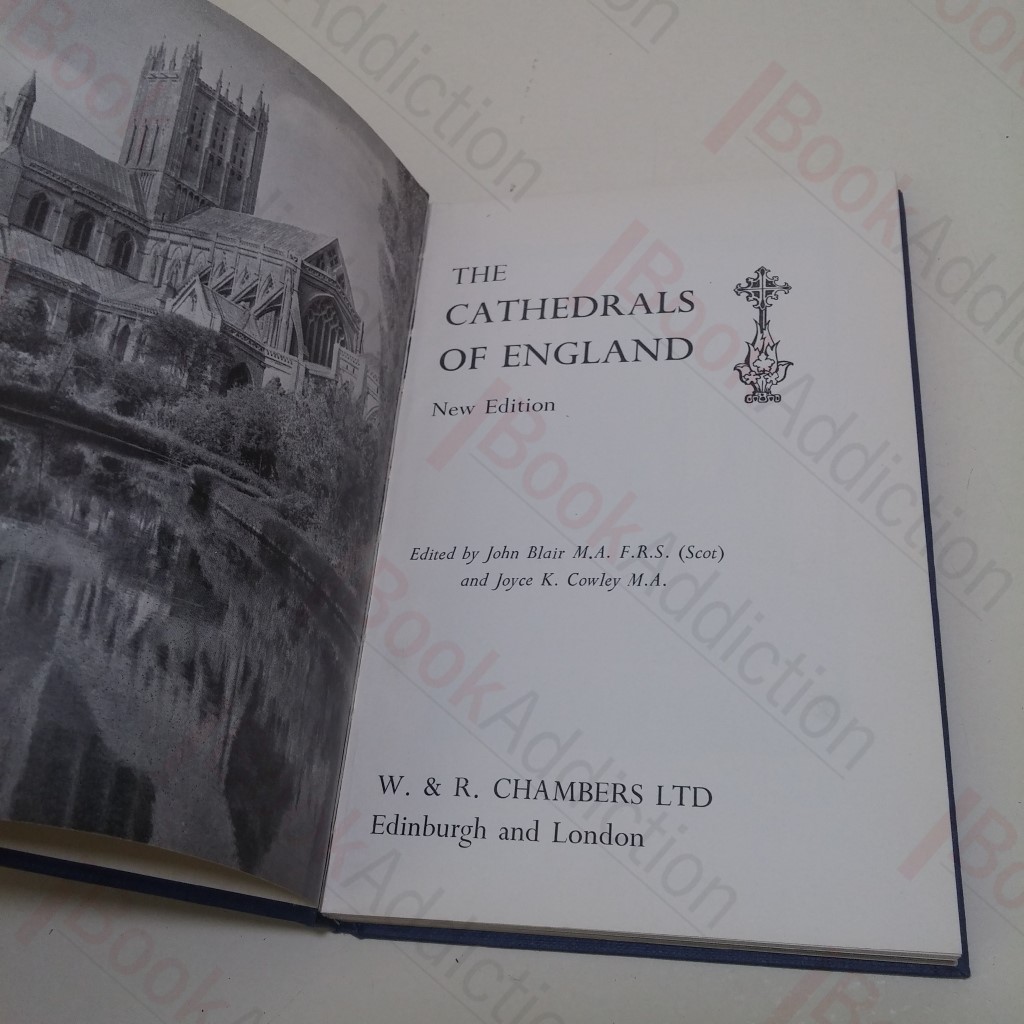 THE
CATHEDRALS
OF ENGLAND
New Edition
Edited by John Blair M.A. F.R.S. (Scot)
and Joyce K. Cowley M.A.
W. & R. CHAMBERS LTD
Edinburgh and London
BookAddiction